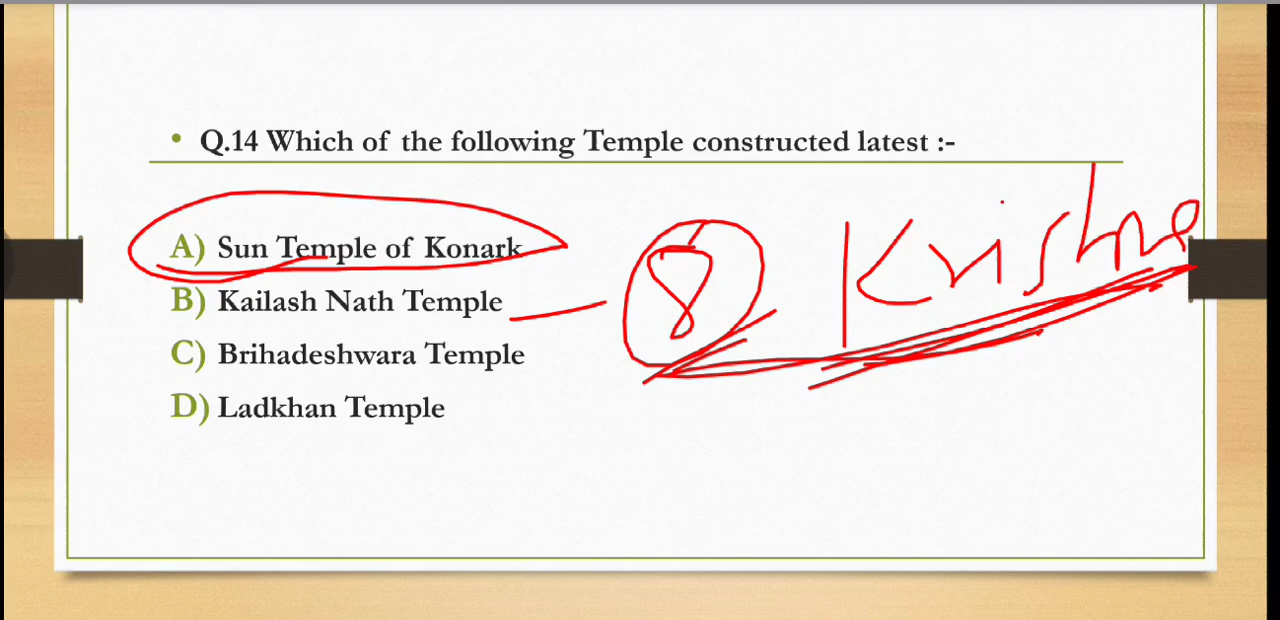 • Q.14 Which of the following Temple constructed latest :-
A) Sun Temple of Konark
B) Kailash Nath Temple
8 Krishna
C) Brihadeshwara Temple
D) Ladkhan Temple